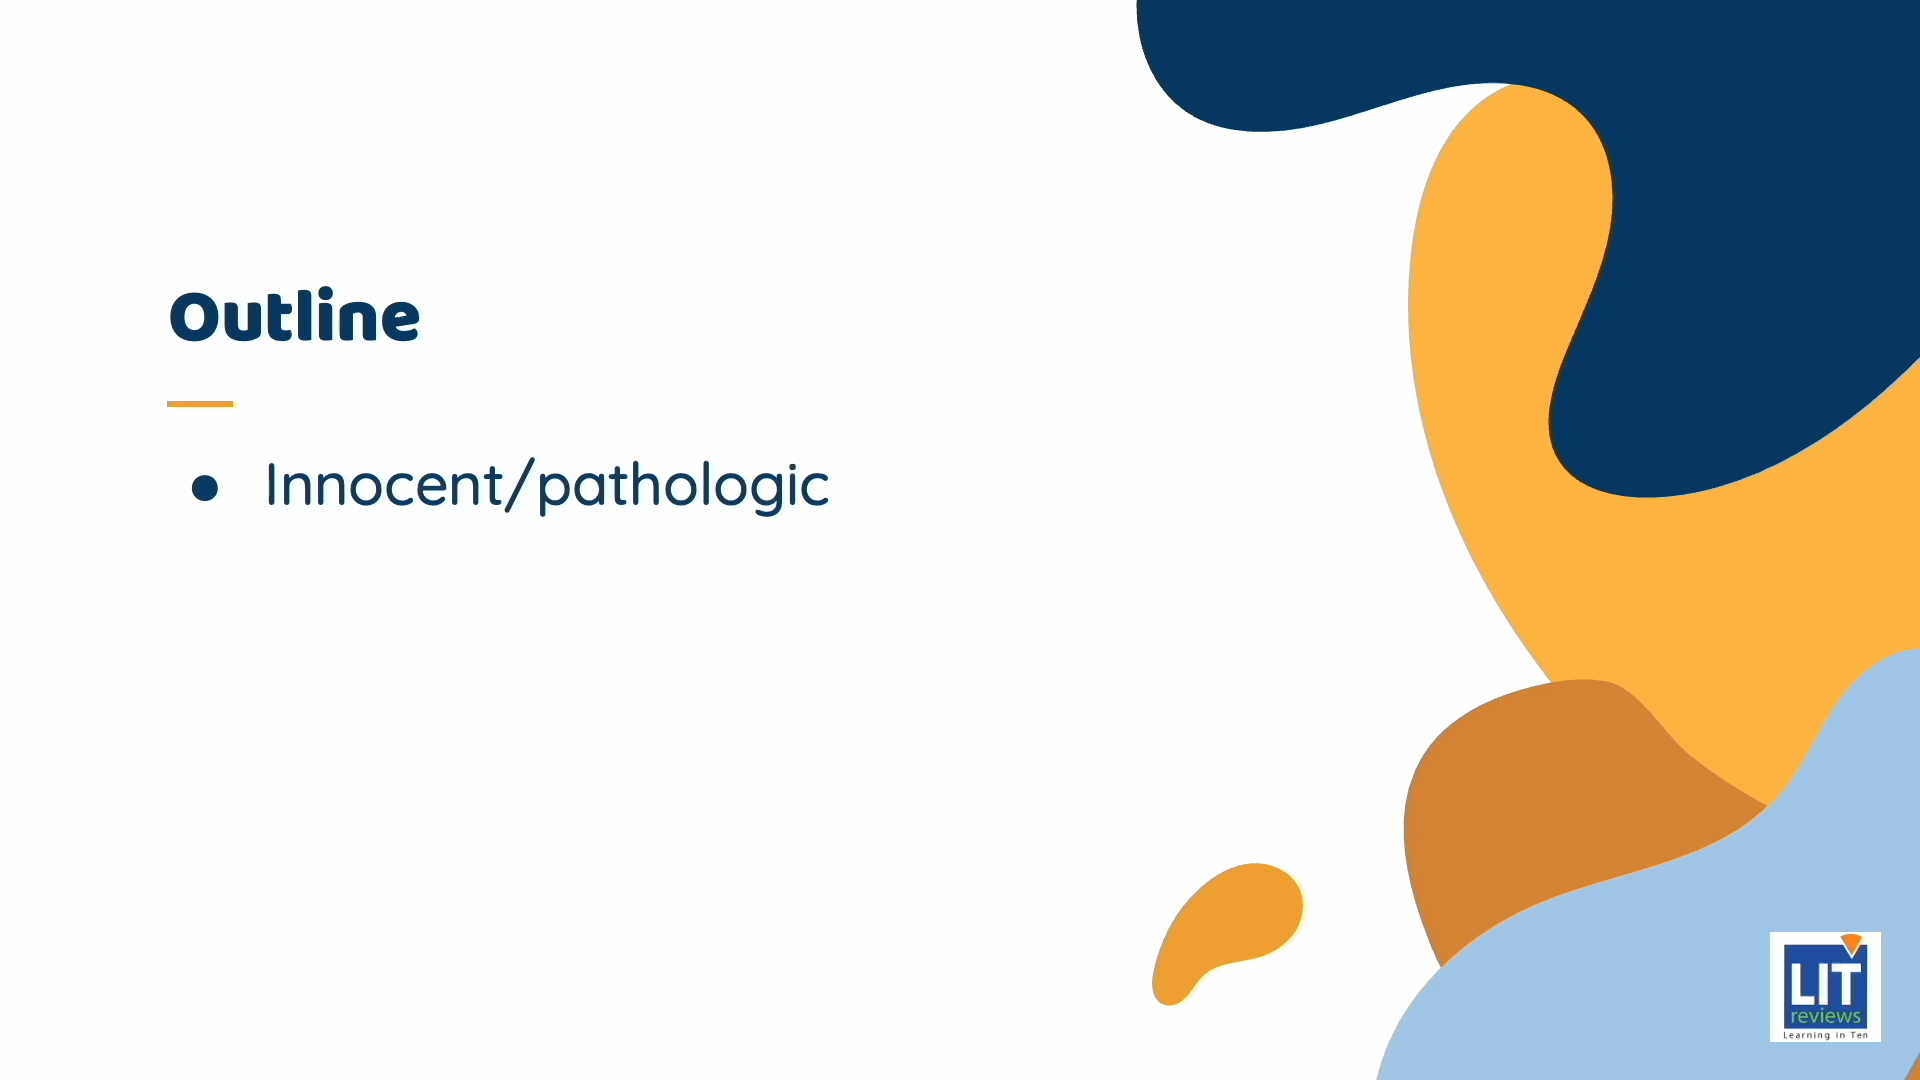 Outline
● Innocent/pathologic
LIT
reviews
Learning in Ten